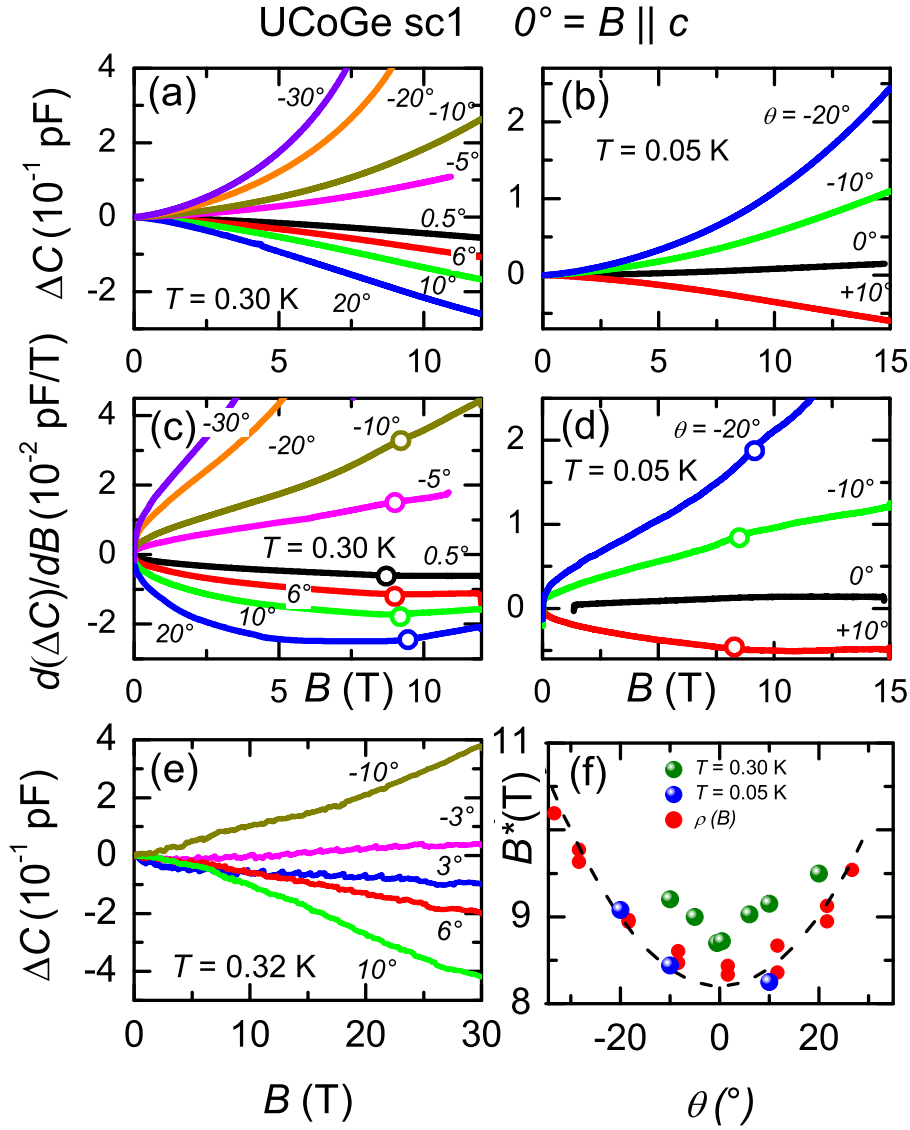 UCoGe sc1 0° = B || c
ΔC (10⁻¹ pF)
(a)
-30°
-20°
-10°
-5°
0.5°
6°
10°
20°
T = 0.30 K
4
2
0
-2
0 5 10
(b)
θ = -20°
T = 0.05 K
-10°
0°
+10°
2
1
0
0 5 10 15
d(ΔC)/dB (10⁻² pF/T)
(c)
-30°
-20°
-10°
-5°
T = 0.30 K
0.5°
6°
10°
20°
4
2
0
-2
0 5 10
B (T)
(d)
θ = -20°
T = 0.05 K
-10°
0°
+10°
2
1
0
0 5 10 15
B (T)
ΔC (10⁻¹ pF)
(e)
-10°
-3°
3°
6°
10°
T = 0.32 K
4
2
0
-2
-4
0 10 20 30
B (T)
B*(T)
(f)
T = 0.30 K
T = 0.05 K
ρ (B)
11
9
8
-20 0 20
θ (°)